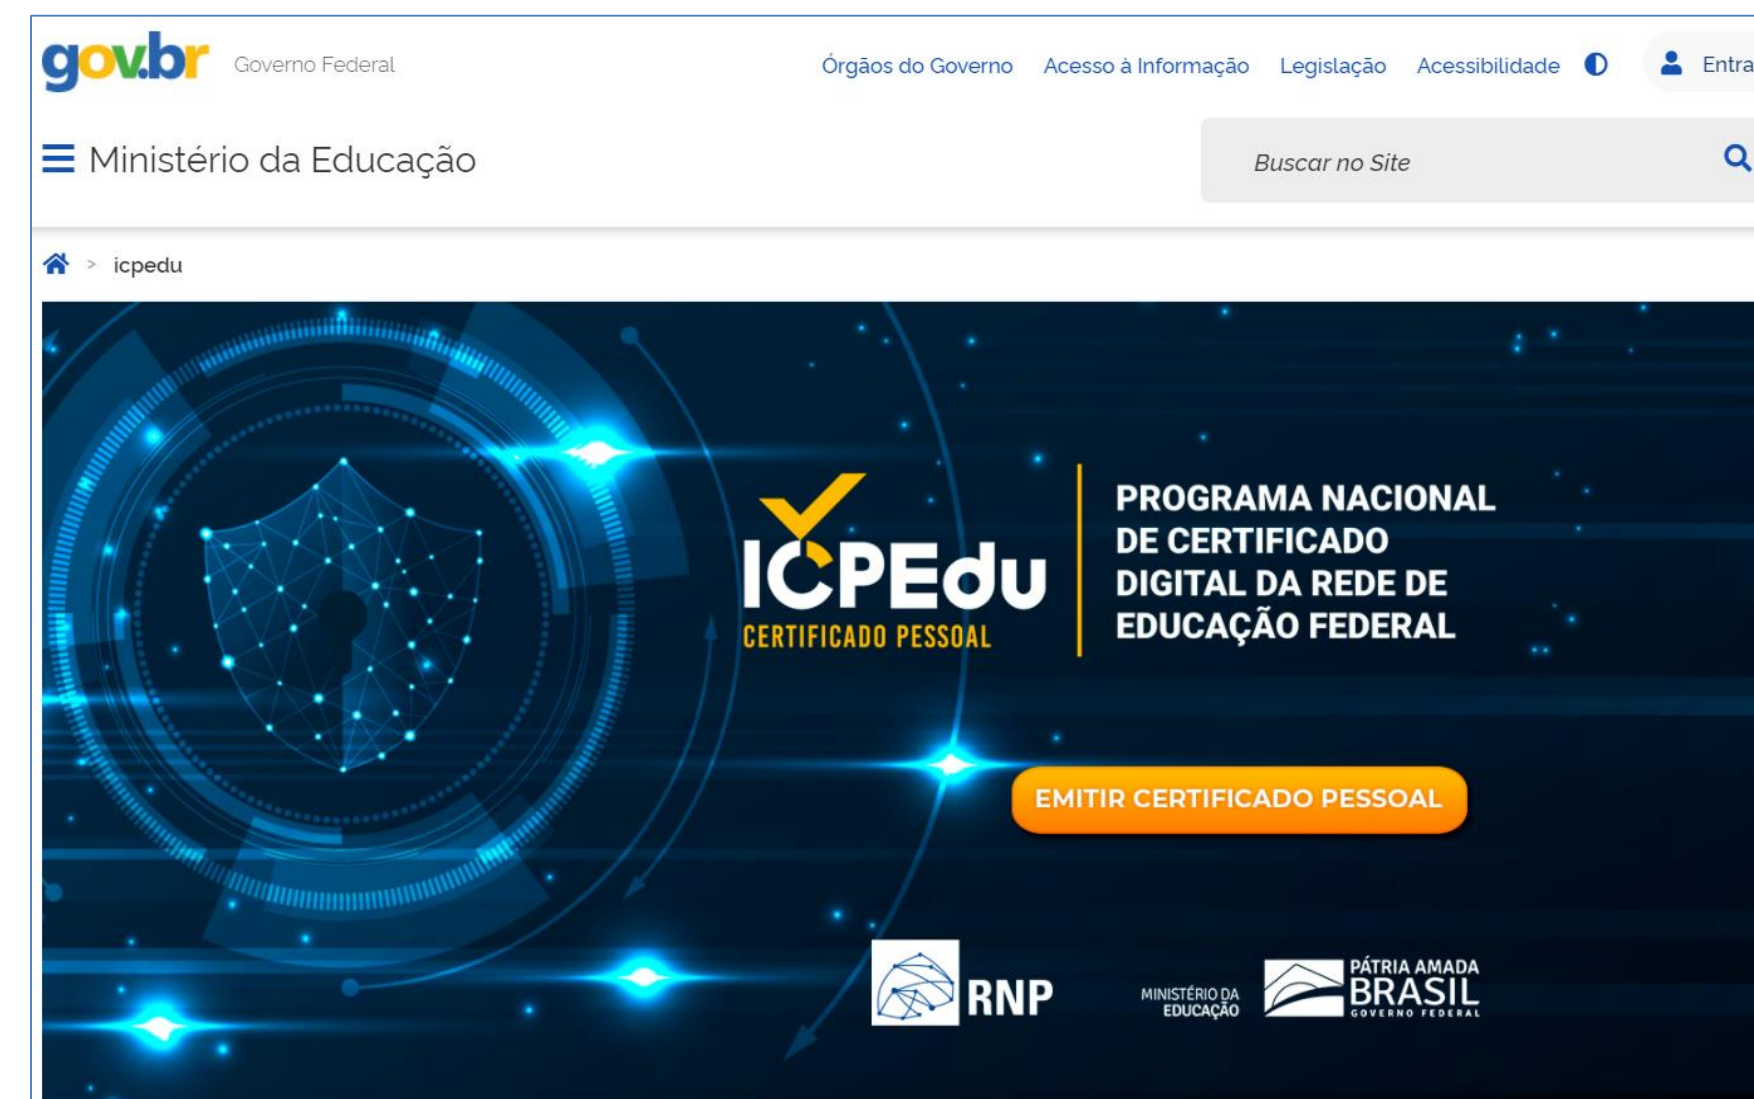 gov.br
Governo Federal
Órgãos do Governo
Acesso à Informação
Legislação
Acessibilidade
Entra
Ministério da Educação
Buscar no Site
> icpedu
ICPEdu
CERTIFICADO PESSOAL
PROGRAMA NACIONAL
DE CERTIFICADO
DIGITAL DA REDE DE
EDUCAÇÃO FEDERAL
EMITIR CERTIFICADO PESSOAL
RNP
MINISTÉRIO DA
EDUCAÇÃO
PÁTRIA AMADA
BRASIL
GOVERNO FEDERAL